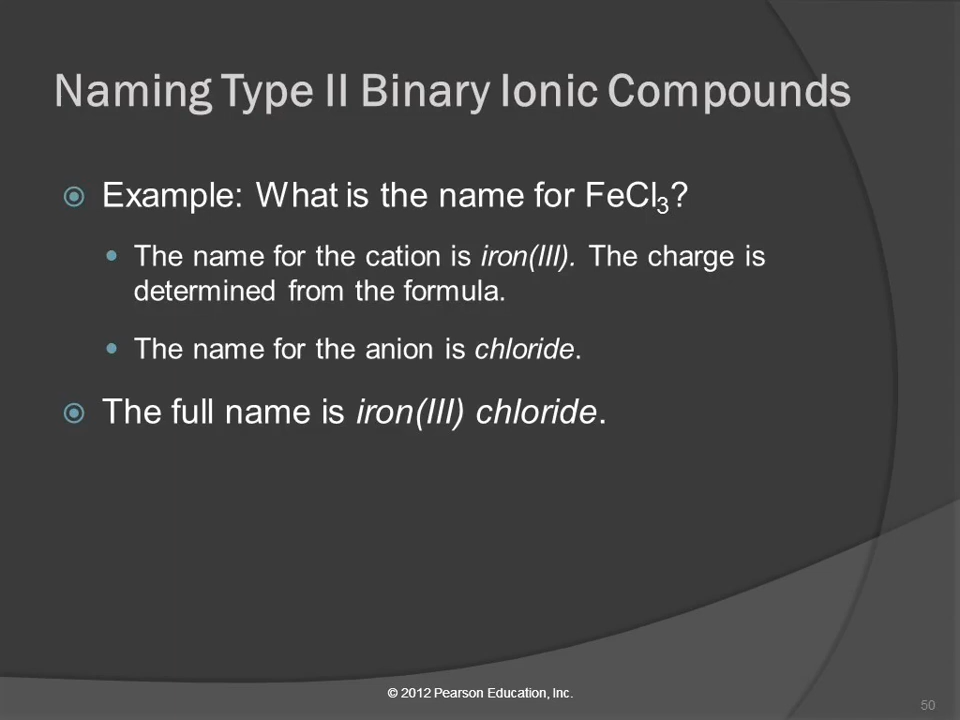 Naming Type II Binary Ionic Compounds
Example: What is the name for FeCl₃?
The name for the cation is iron(III). The charge is
determined from the formula.
The name for the anion is chloride.
The full name is iron(III) chloride.
© 2012 Pearson Education, Inc.
50